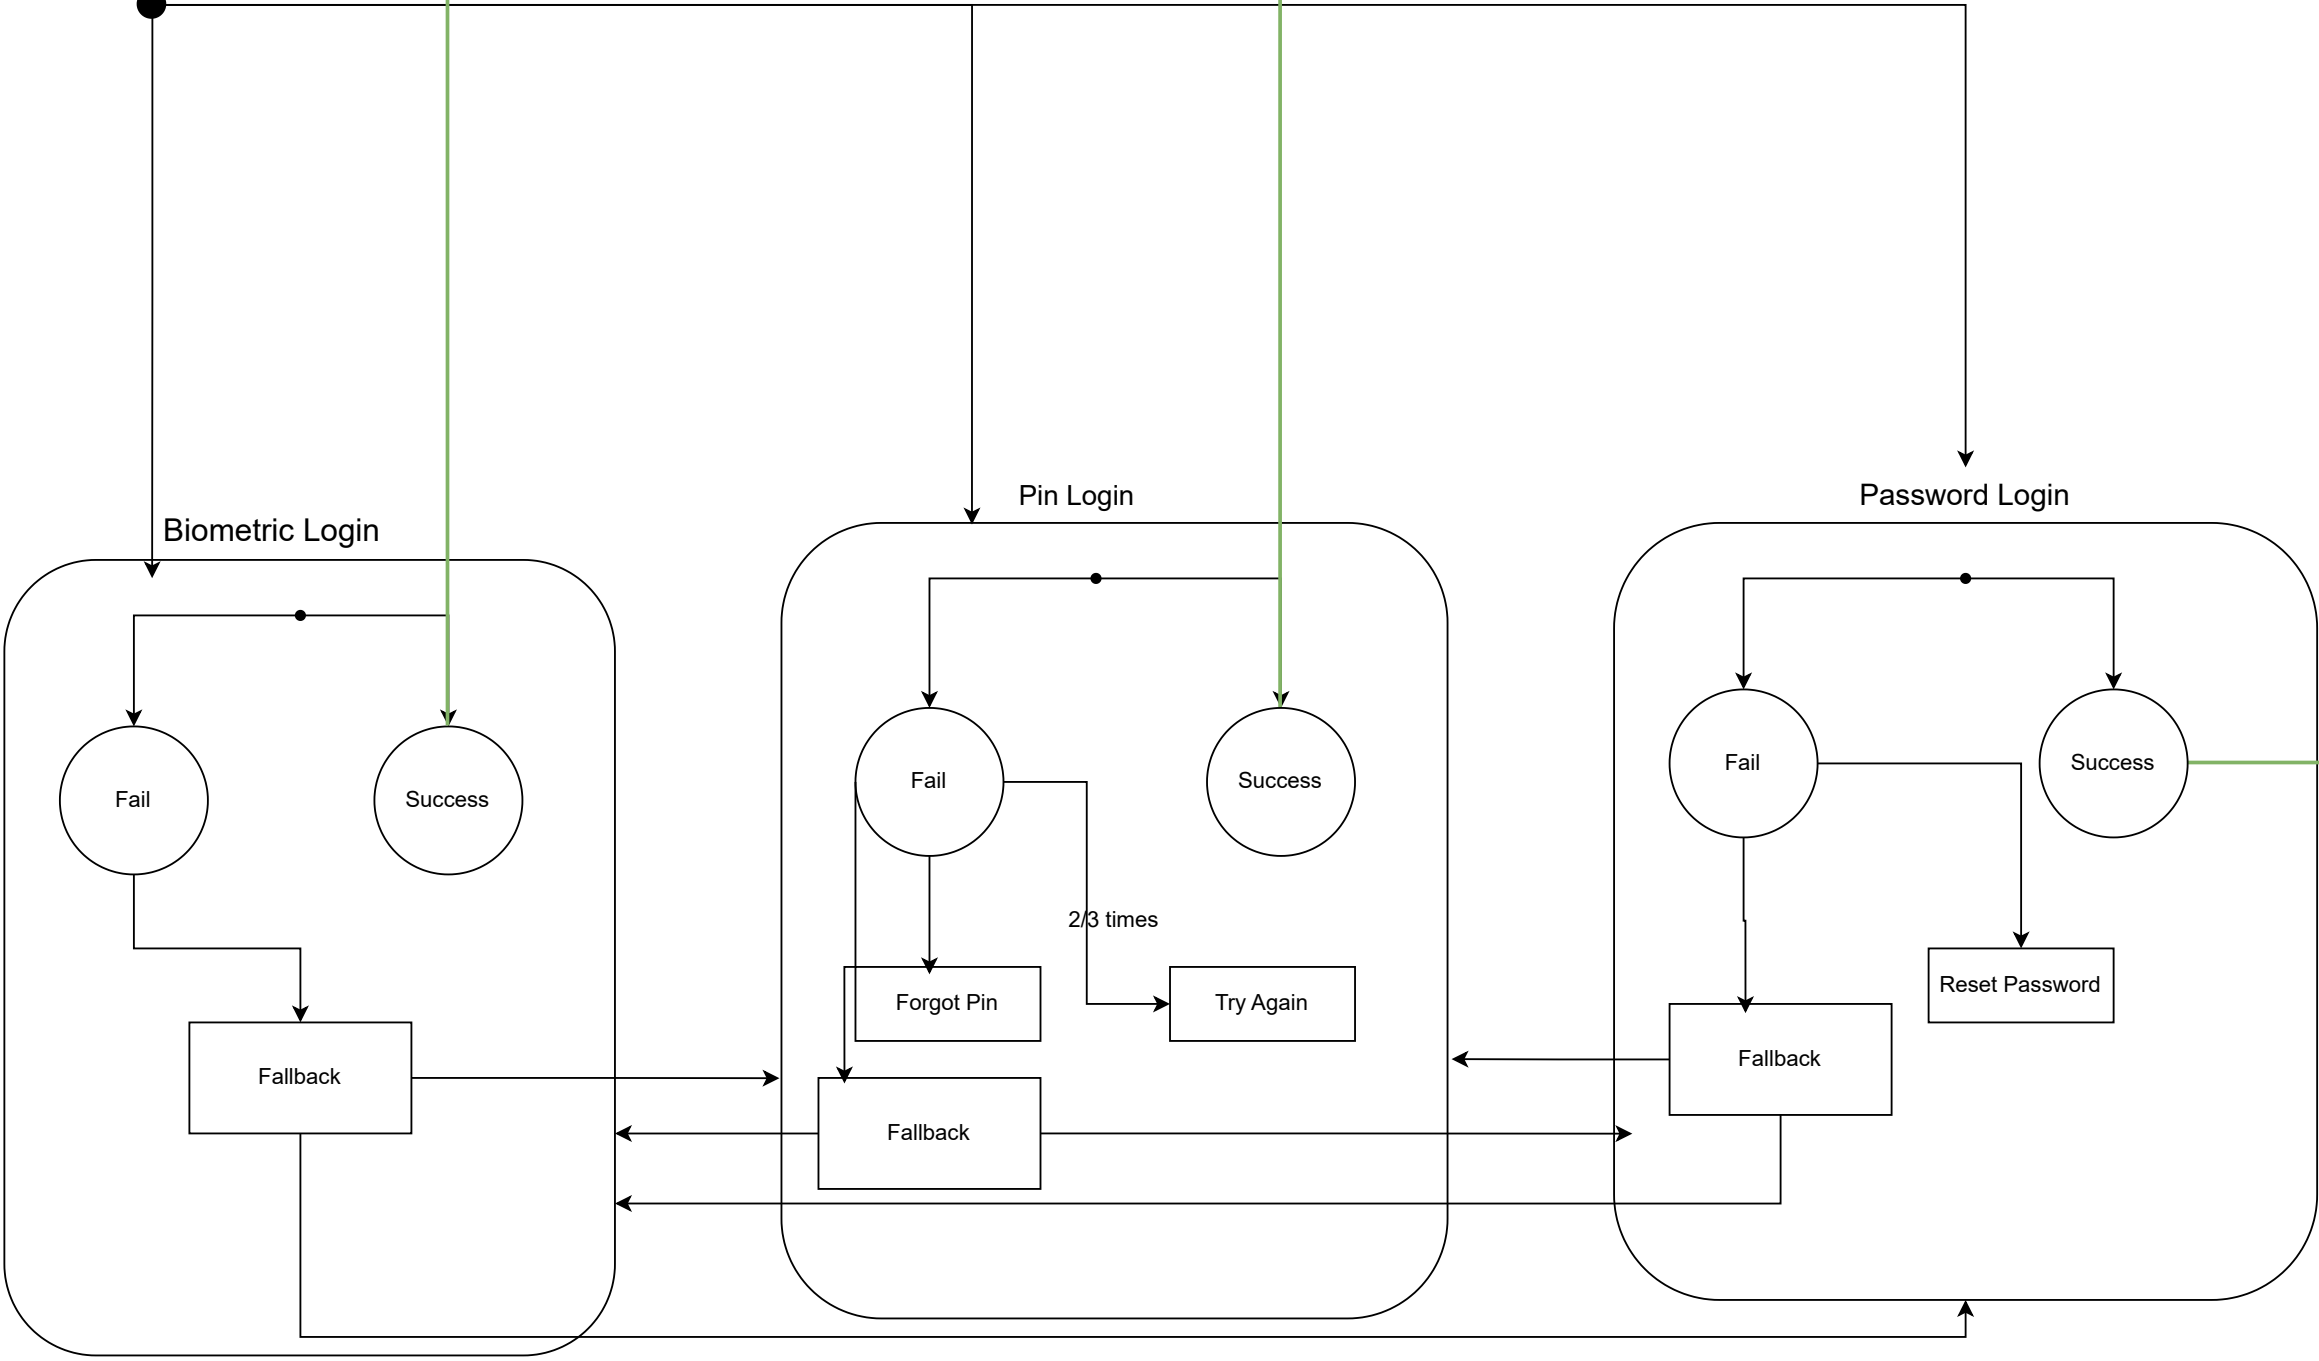 Biometric Login
Fail
Success
Fallback
Pin Login
Fail
Success
2/3 times
Forgot Pin
Try Again
Fallback
Password Login
Fail
Success
Reset Password
Fallback